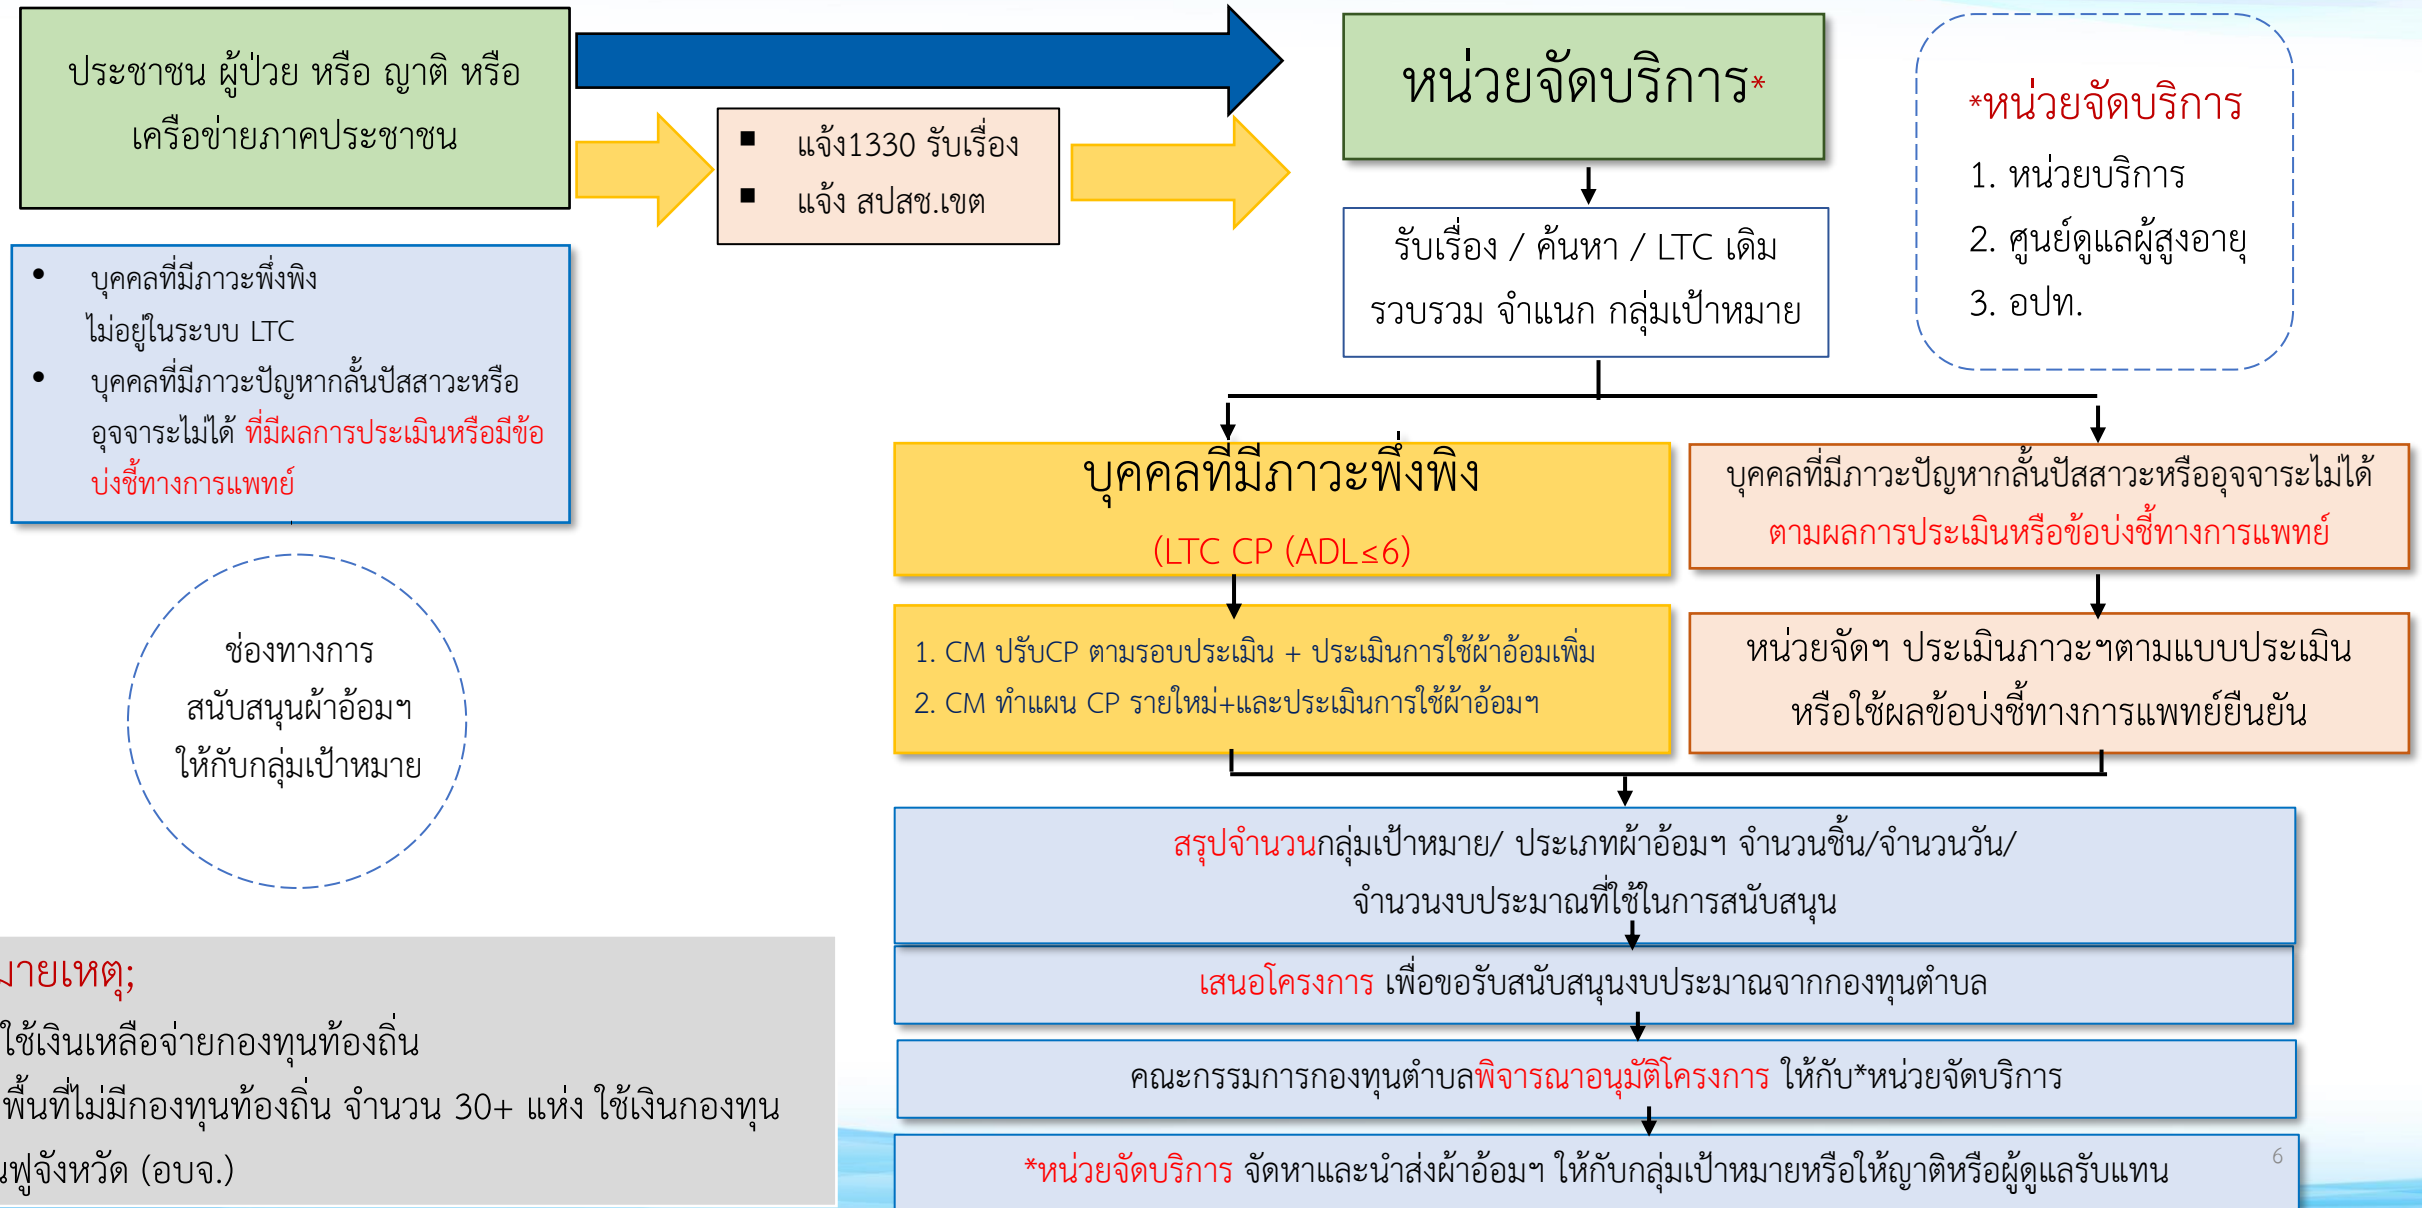 ประชาชน ผู้ป่วย หรือ ญาติ หรือ
เครือข่ายภาคประชาชน
▪ แจ้ง1330 รับเรื่อง
▪ แจ้ง สปสช.เขต
หน่วยจัดบริการ*
*หน่วยจัดบริการ
1. หน่วยบริการ
2. ศูนย์ดูแลผู้สูงอายุ
3. อปท.
รับเรื่อง / ค้นหา / LTC เดิม
รวบรวม จำแนก กลุ่มเป้าหมาย
• บุคคลที่มีภาวะพึ่งพิง
ไม่อยู่ในระบบ LTC
• บุคคลที่มีภาวะปัญหากลั้นปัสสาวะหรือ
อุจจาระไม่ได้ ที่มีผลการประเมินหรือมีข้อ
บ่งชี้ทางการแพทย์
บุคคลที่มีภาวะพึ่งพิง
(LTC CP (ADL≤6)
บุคคลที่มีภาวะปัญหากลั้นปัสสาวะหรืออุจจาระไม่ได้
ตามผลการประเมินหรือข้อบ่งชี้ทางการแพทย์
1. CM ปรับCP ตามรอบประเมิน + ประเมินการใช้ผ้าอ้อมเพิ่ม
2. CM ทำแผน CP รายใหม่+และประเมินการใช้ผ้าอ้อมฯ
หน่วยจัดฯ ประเมินภาวะฯตามแบบประเมิน
หรือใช้ผลข้อบ่งชี้ทางการแพทย์ยืนยัน
ช่องทางการ
สนับสนุนผ้าอ้อมฯ
ให้กับกลุ่มเป้าหมาย
สรุปจำนวนกลุ่มเป้าหมาย/ ประเภทผ้าอ้อมฯ จำนวนชิ้น/จำนวนวัน/
จำนวนงบประมาณที่ใช้ในการสนับสนุน
เสนอโครงการ เพื่อขอรับสนับสนุนงบประมาณจากกองทุนตำบล
คณะกรรมการกองทุนตำบลพิจารณาอนุมัติโครงการ ให้กับ*หน่วยจัดบริการ
*หน่วยจัดบริการ จัดหาและนำส่งผ้าอ้อมฯ ให้กับกลุ่มเป้าหมายหรือให้ญาติหรือผู้ดูแลรับแทน
6
มายเหตุ;
ใช้เงินเหลือจ่ายกองทุนท้องถิ่น
พื้นที่ไม่มีกองทุนท้องถิ่น จำนวน 30+ แห่ง ใช้เงินกองทุน
นฟูจังหวัด (อบจ.)